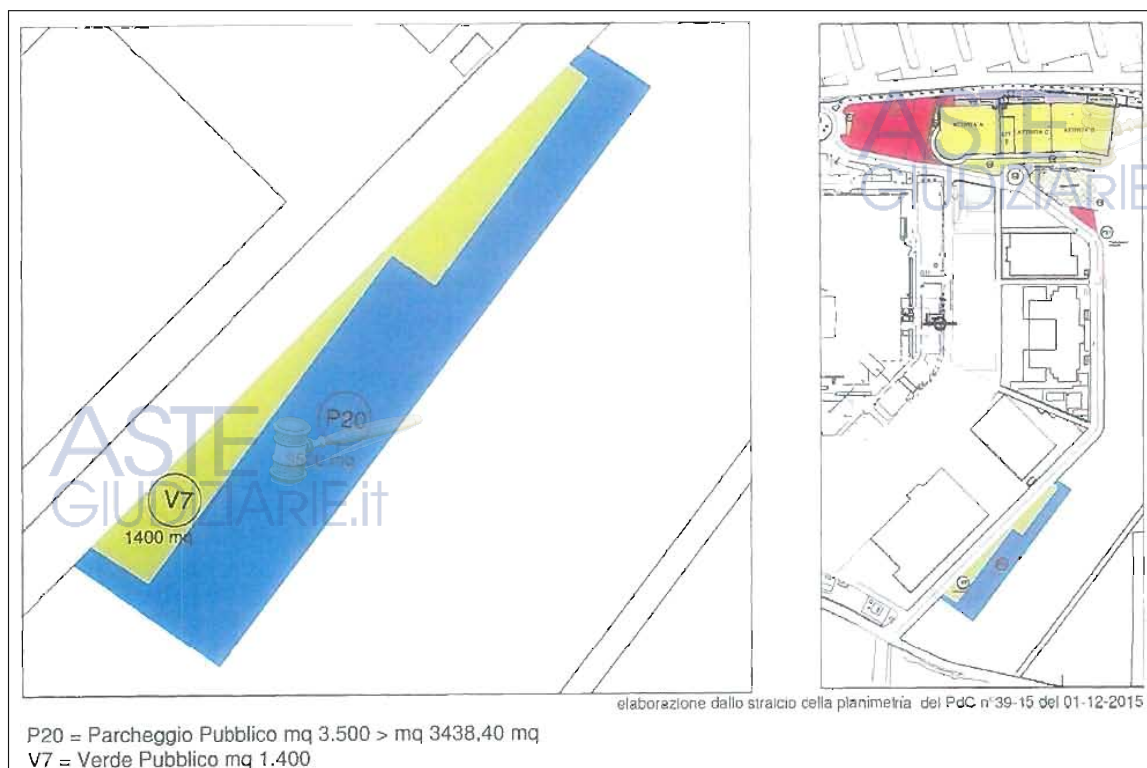 P20
3500 mq
V7
1400 mq
ASTE
GIUDIZIARIE.it
ASTE
GIUDIZIARIE
elaborazione dallo stralcio della planimetria del PdC n°39-15 del 01-12-2015
P20 = Parcheggio Pubblico mq 3.500 > mq 3438,40 mq
V7 = Verde Pubblico mq 1.400